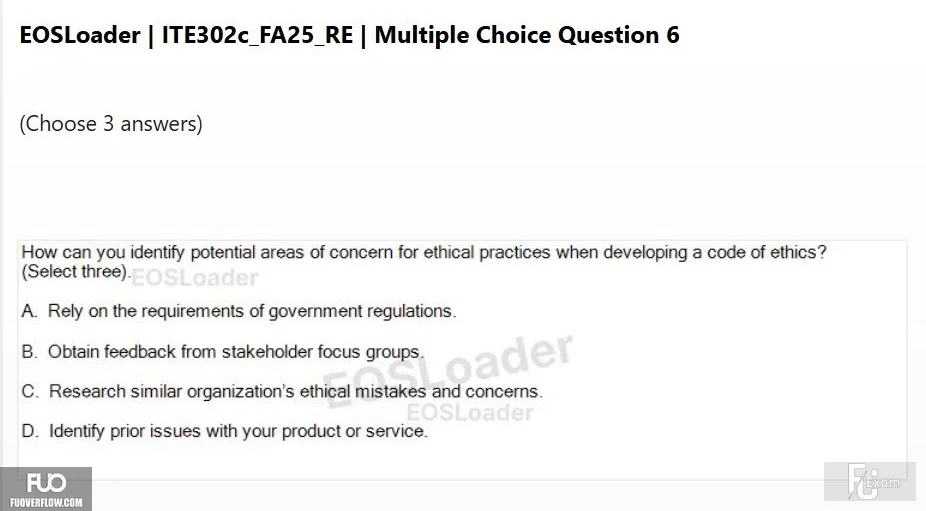 EOSLoader | ITE302c_FA25_RE | Multiple Choice Question 6
(Choose 3 answers)
How can you identify potential areas of concern for ethical practices when developing a code of ethics?
(Select three).
EOSLoader
A. Rely on the requirements of government regulations.
B. Obtain feedback from stakeholder focus groups.
EOSLoader
C. Research similar organization's ethical mistakes and concerns.
EOSLoader
D. Identify prior issues with your product or service.
FUO
FUOVERFLOW.COM
FU Exam